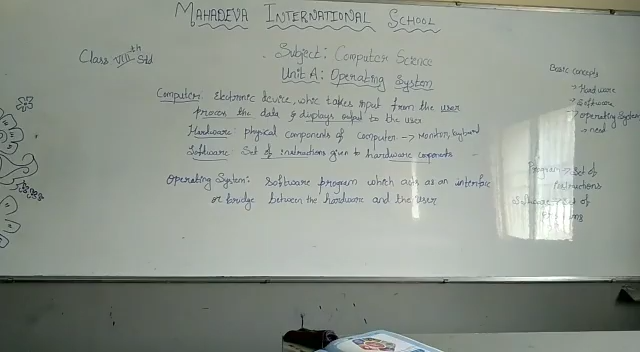 MAHADEVA INTERNATIONAL SCHOOL
Class VIIIth Std
Subject: Computer Science
Unit A: Operating System
Computer: Electronic device, whic takes input from the user
process the data & displays output to the user
Hardware: physical components of computer → Monitor, keyboard
Software: Set of instructions given to hardware components
Operating System: Software program which acts as an interface
or bridge between the hardware and the user
Basic concepts
→ Hardware
→ Software
→ Operating System
→ need
Program → Set of
instructions
Software → Set of